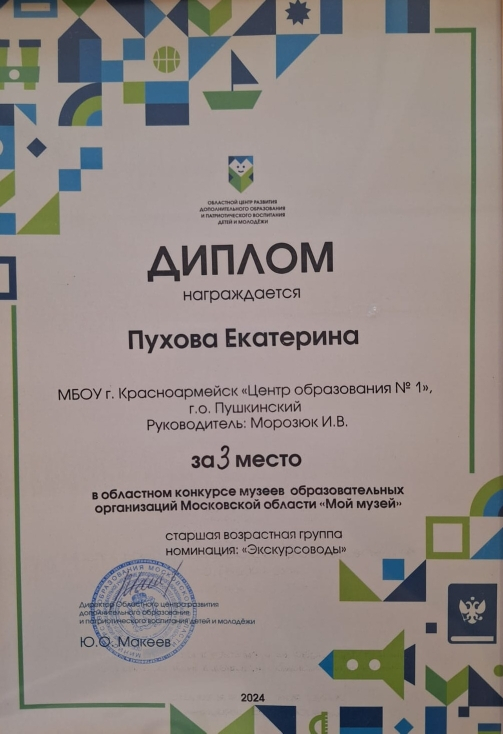 ОБЛАСТНОЙ ЦЕНТР РАЗВИТИЯ
ДОПОЛНИТЕЛЬНОГО ОБРАЗОВАНИЯ
И ПАТРИОТИЧЕСКОГО ВОСПИТАНИЯ
ДЕТЕЙ И МОЛОДЁЖИ
ДИПЛОМ
награждается
Пухова Екатерина
МБОУ г. Красноармейск «Центр образования № 1»,
г.о. Пушкинский
Руководитель: Морозюк И.В.
за 3 место
в областном конкурсе музеев образовательных
организаций Московской области «Мой музей»
старшая возрастная группа
номинация: «Экскурсоводы»
Директор Областного центра развития
дополнительного образования
и патриотического воспитания детей и молодёжи
Ю.О. Макеев
2024